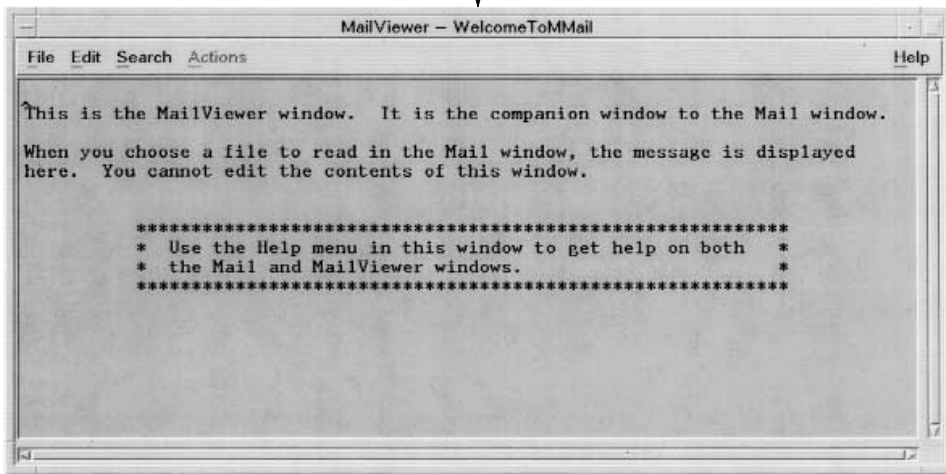 MailViewer – WelcomeToMMail
File Edit Search Actions Help
This is the MailViewer window.  It is the companion window to the Mail window.
When you choose a file to read in the Mail window, the message is displayed
here.  You cannot edit the contents of this window.
************************************************************
*  Use the Help menu in this window to get help on both   *
*  the Mail and MailViewer windows.                        *
************************************************************